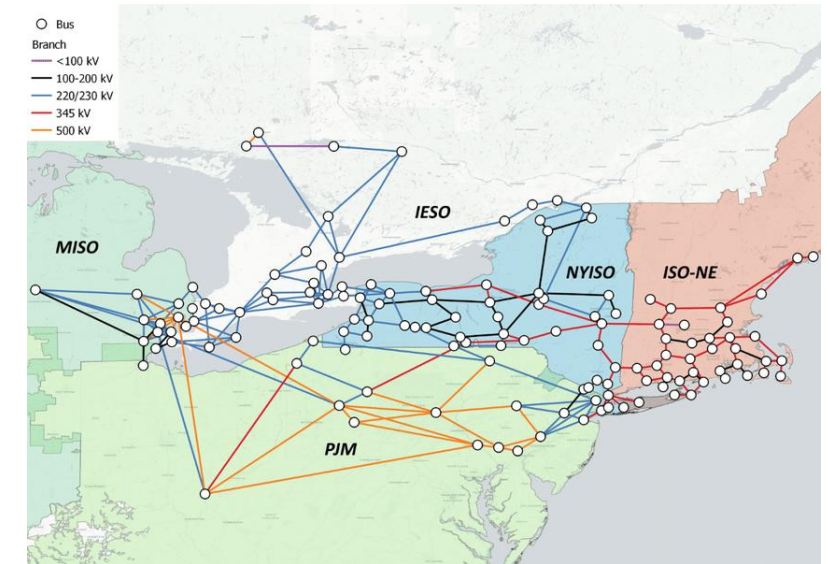 Bus
Branch
<100 kV
100-200 kV
220/230 kV
345 kV
500 kV
IESO
MISO
NYISO
ISO-NE
PJM